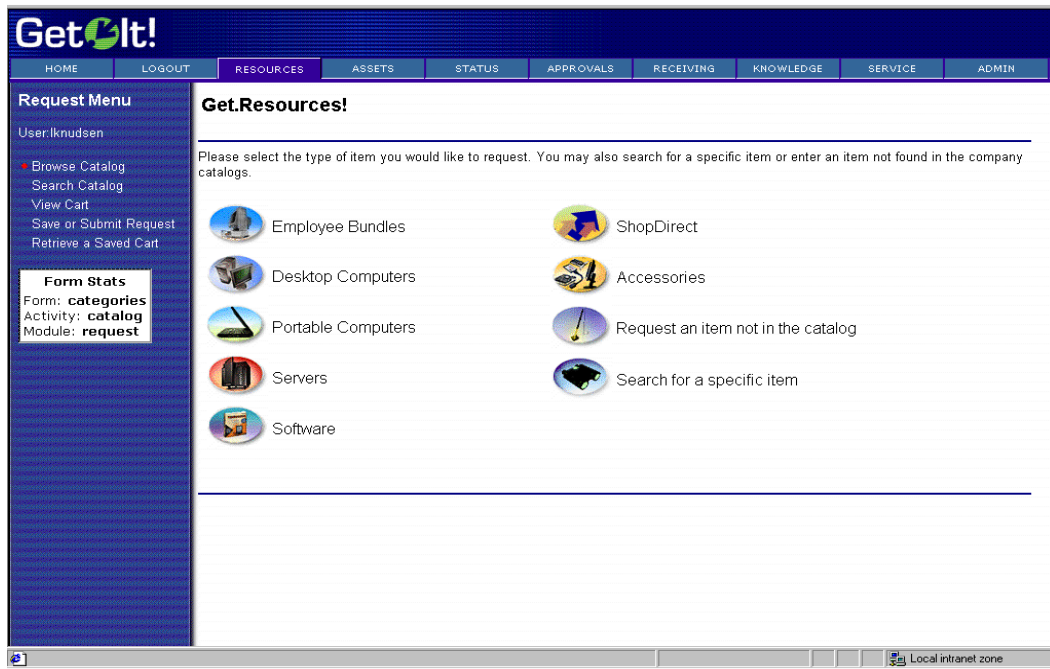 Get It!
HOME LOGOUT RESOURCES ASSETS STATUS APPROVALS RECEIVING KNOWLEDGE SERVICE ADMIN
Request Menu
User:lknudsen
Browse Catalog
Search Catalog
View Cart
Save or Submit Request
Retrieve a Saved Cart
Form Stats
Form: categories
Activity: catalog
Module: request
Get.Resources!
Please select the type of item you would like to request. You may also search for a specific item or enter an item not found in the company
catalogs.
Employee Bundles
Desktop Computers
Portable Computers
Servers
Software
ShopDirect
Accessories
Request an item not in the catalog
Search for a specific item
Local intranet zone